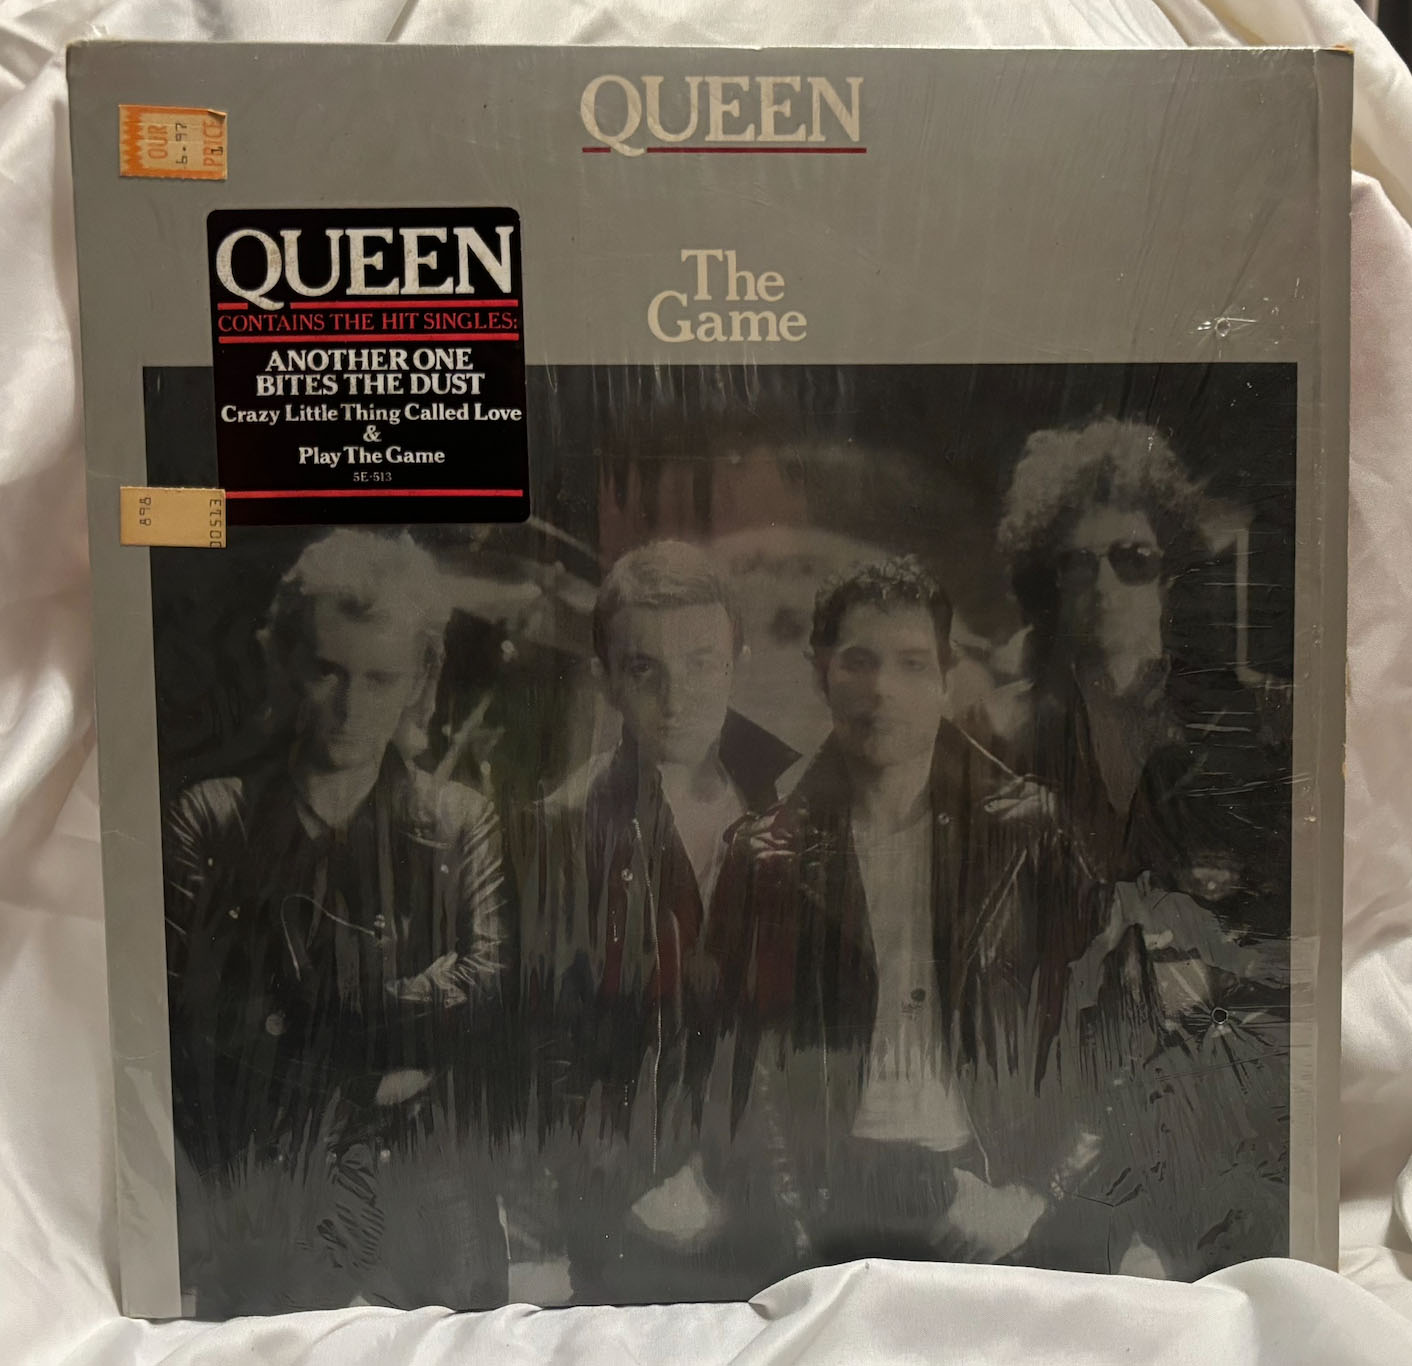 QUEEN
The
Game
OUR
5.97
PRICE
QUEEN
CONTAINS THE HIT SINGLES:
ANOTHER ONE
BITES THE DUST
Crazy Little Thing Called Love
&
Play The Game
5E-513
898
00513